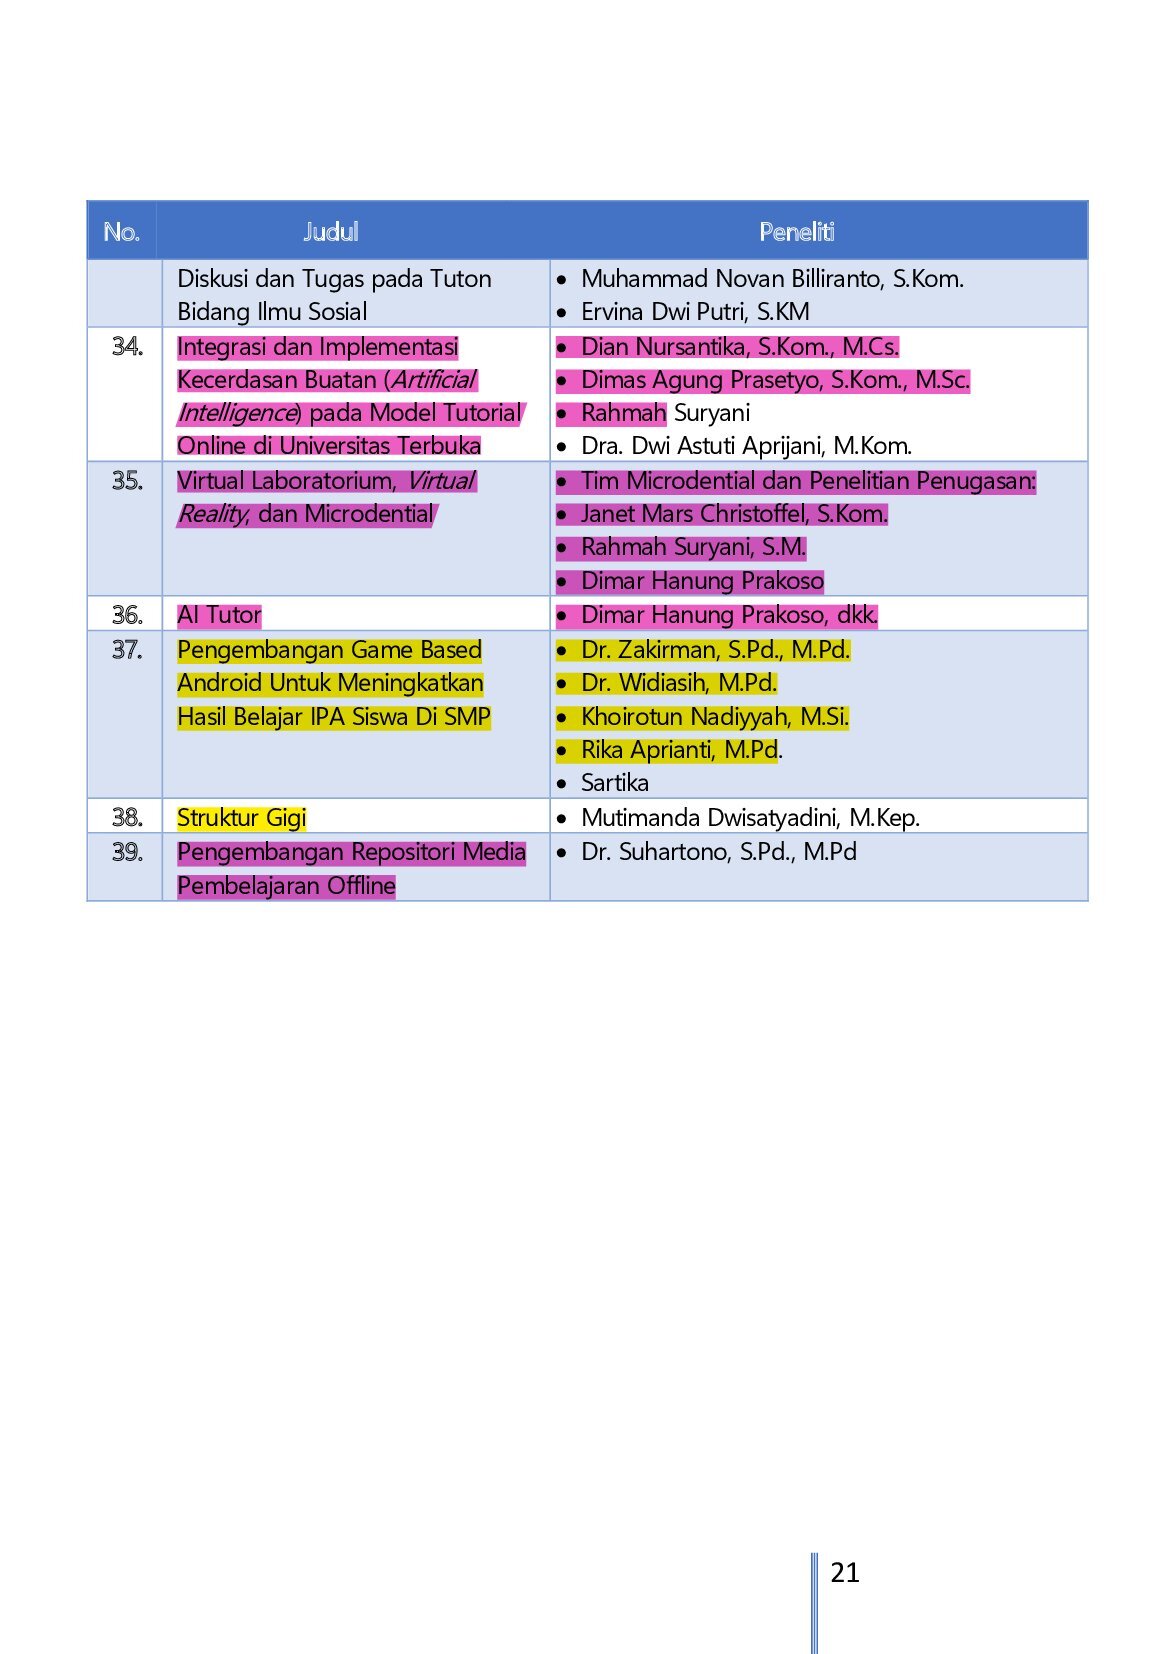 No. Judul Peneliti
Diskusi dan Tugas pada Tuton
Bidang Ilmu Sosial
• Muhammad Novan Billiranto, S.Kom.
• Ervina Dwi Putri, S.KM
34. Integrasi dan Implementasi
Kecerdasan Buatan (Artificial
Intelligence) pada Model Tutorial
Online di Universitas Terbuka
• Dian Nursantika, S.Kom., M.Cs.
• Dimas Agung Prasetyo, S.Kom., M.Sc.
• Rahmah Suryani
• Dra. Dwi Astuti Aprijani, M.Kom.
35. Virtual Laboratorium, Virtual
Reality, dan Microdential
• Tim Microdential dan Penelitian Penugasan:
• Janet Mars Christoffel, S.Kom.
• Rahmah Suryani, S.M.
• Dimar Hanung Prakoso
36. AI Tutor
• Dimar Hanung Prakoso, dkk.
37. Pengembangan Game Based
Android Untuk Meningkatkan
Hasil Belajar IPA Siswa Di SMP
• Dr. Zakirman, S.Pd., M.Pd.
• Dr. Widiasih, M.Pd.
• Khoirotun Nadiyyah, M.Si.
• Rika Aprianti, M.Pd.
• Sartika
38. Struktur Gigi
• Mutimanda Dwisatyadini, M.Kep.
39. Pengembangan Repositori Media
Pembelajaran Offline
• Dr. Suhartono, S.Pd., M.Pd
21